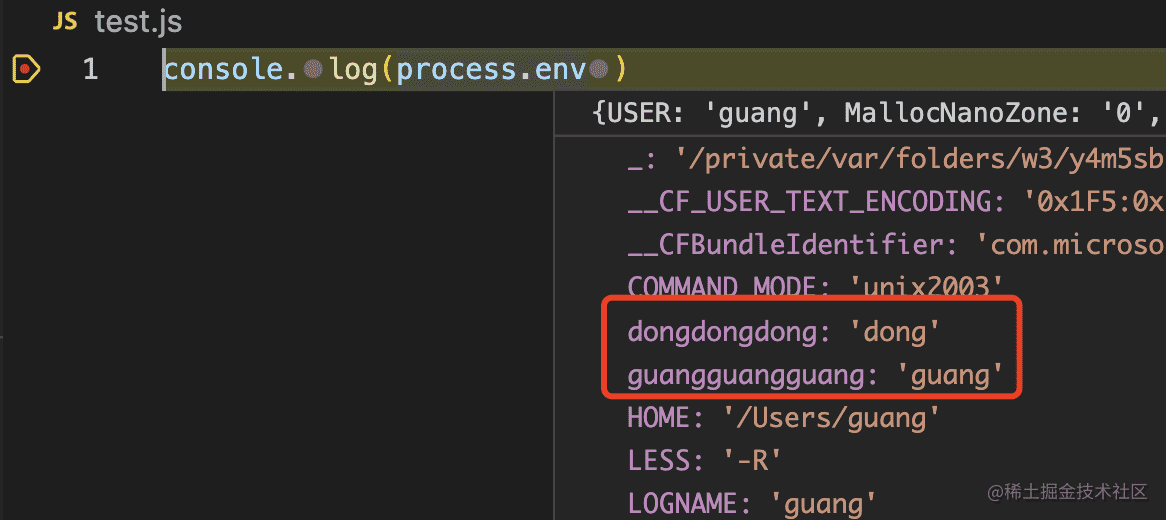 JS test.js
1 console.log(process.env)
{USER: 'guang', MallocNanoZone: '0',
_: '/private/var/folders/w3/y4m5sb
__CF_USER_TEXT_ENCODING: '0x1F5:0x
__CFBundleIdentifier: 'com.microso
COMMAND_MODE: 'unix2003'
dongdongdong: 'dong'
guangguangguang: 'guang'
HOME: '/Users/guang'
LESS: '-R'
LOGNAME: 'guang'
@稀土掘金技术社区